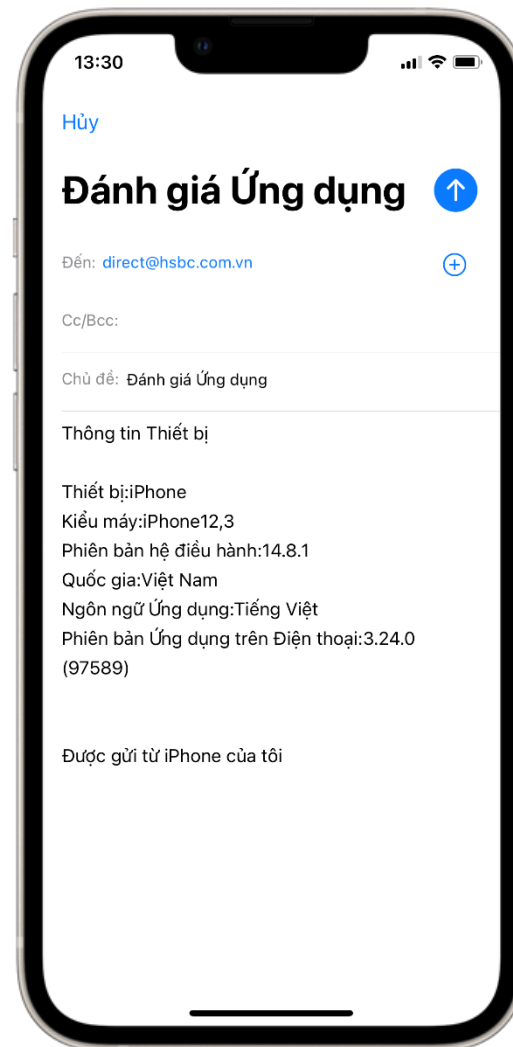 13:30
Hủy
Đánh giá Ứng dụng
Đến: direct@hsbc.com.vn
Cc/Bcc:
Chủ đề: Đánh giá Ứng dụng
Thông tin Thiết bị
Thiết bị:iPhone
Kiểu máy:iPhone12,3
Phiên bản hệ điều hành:14.8.1
Quốc gia:Việt Nam
Ngôn ngữ Ứng dụng:Tiếng Việt
Phiên bản Ứng dụng trên Điện thoại:3.24.0
(97589)
Được gửi từ iPhone của tôi